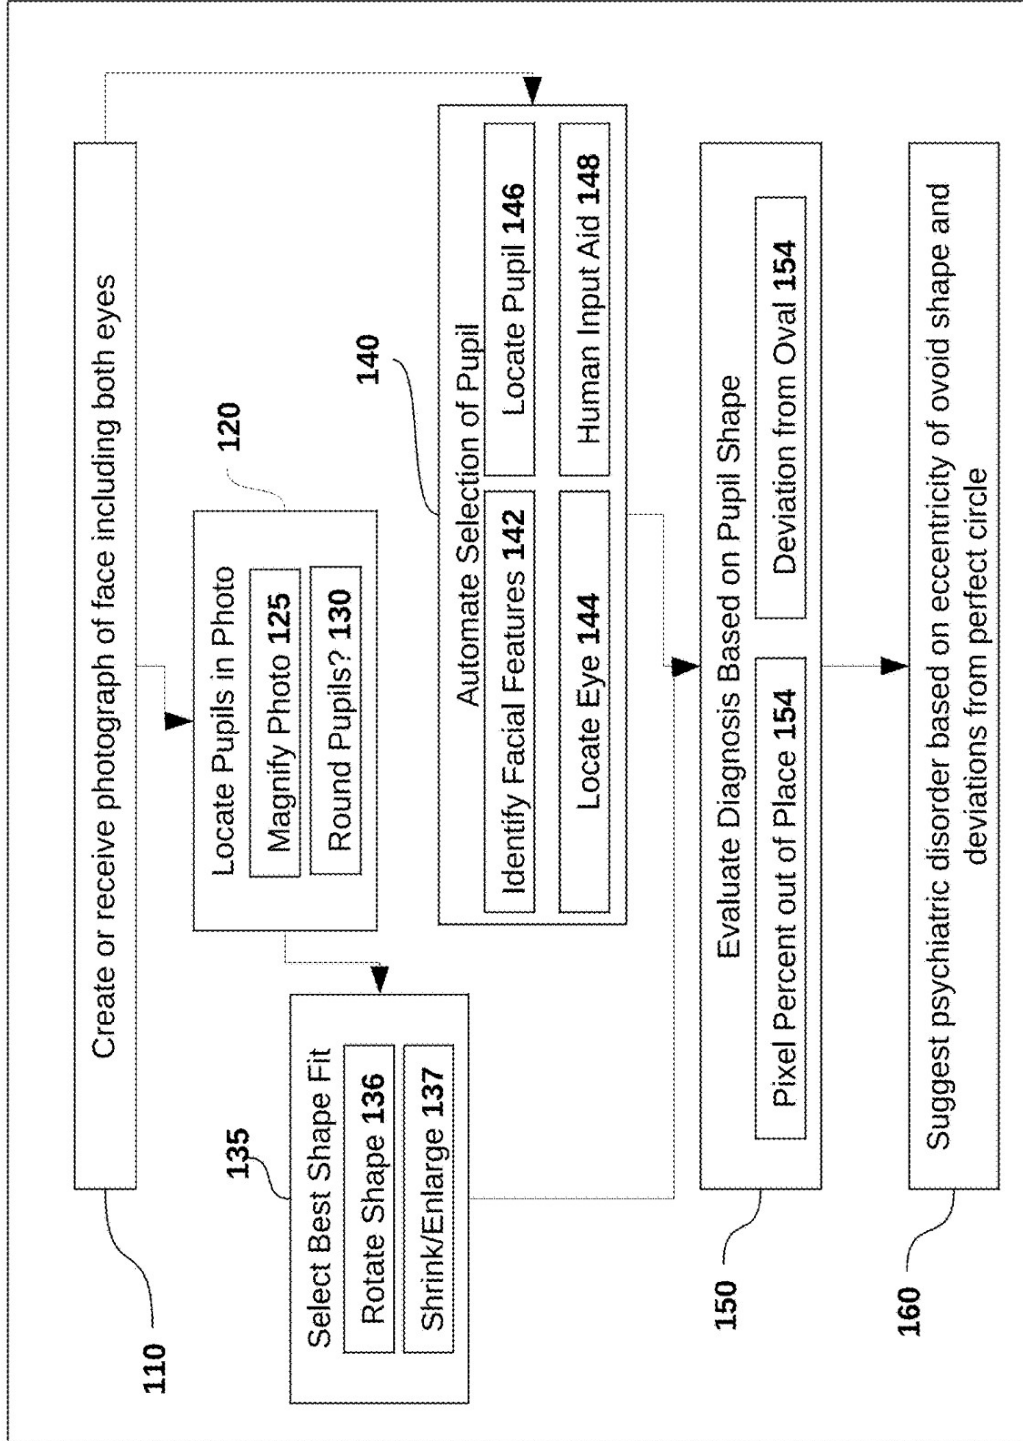 Create or receive photograph of face including both eyes
110
Locate Pupils in Photo
120
Magnify Photo 125
Round Pupils? 130
Select Best Shape Fit
135
Rotate Shape 136
Shrink/Enlarge 137
140
Automate Selection of Pupil
Identify Facial Features 142
Locate Pupil 146
Locate Eye 144
Human Input Aid 148
Evaluate Diagnosis Based on Pupil Shape
150
Pixel Percent out of Place 154
Deviation from Oval 154
Suggest psychiatric disorder based on eccentricity of ovoid shape and
deviations from perfect circle
160